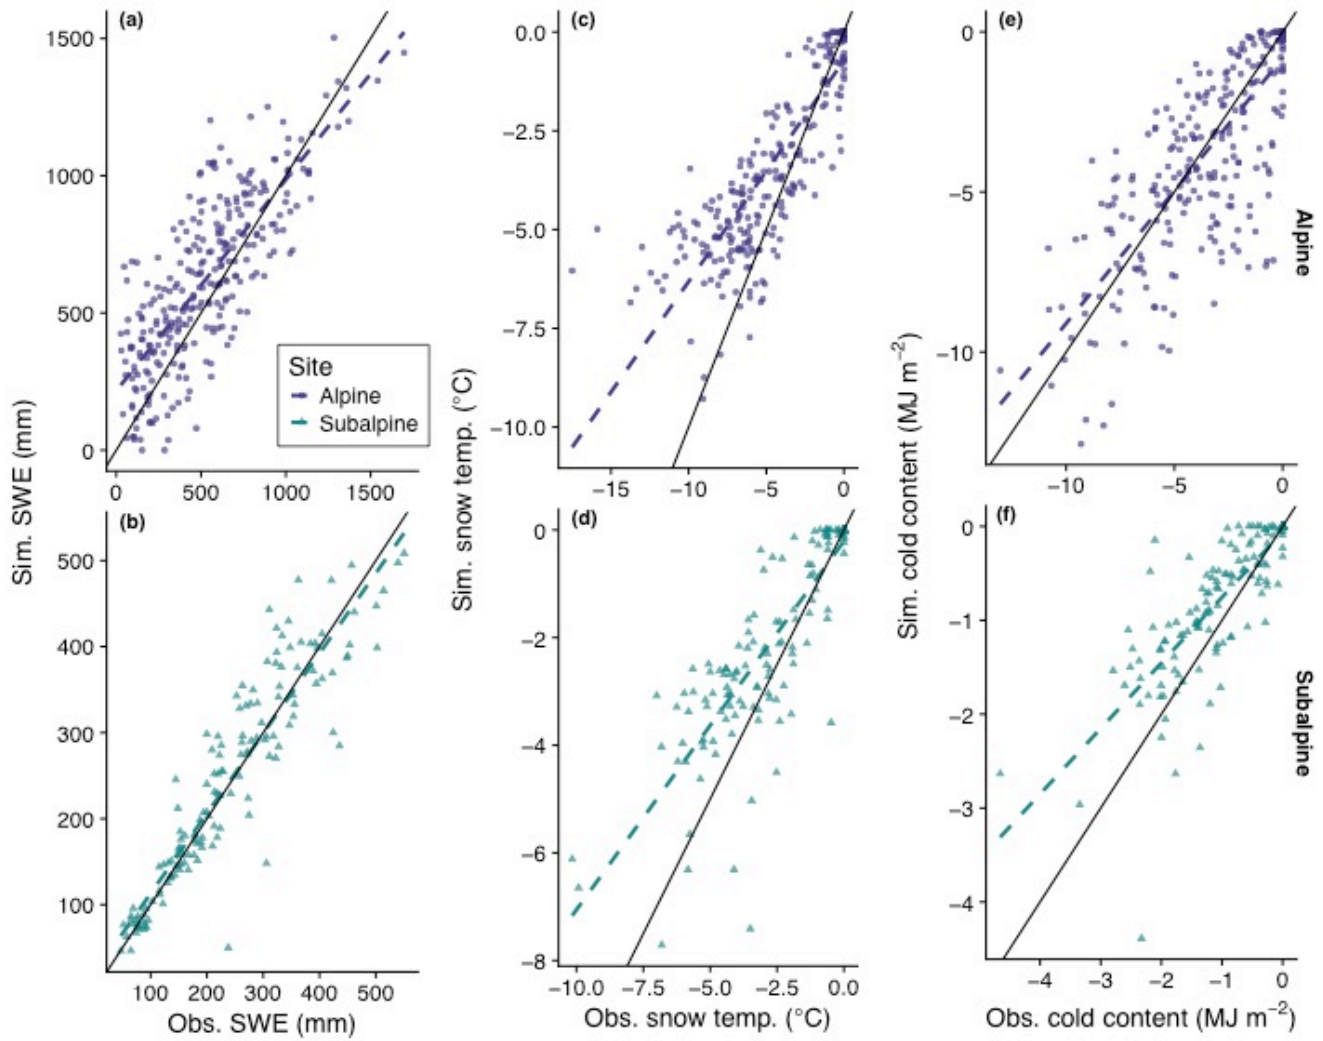 (a)
1500
1000
500
0
0 500 1000 1500
Site
Alpine
Subalpine
(b)
500
400
300
200
100
100 200 300 400 500
Sim. SWE (mm)
Obs. SWE (mm)
(c)
0.0
−2.5
−5.0
−7.5
−10.0
−15 −10 −5 0
(d)
0
−2
−4
−6
−8
−10.0 −7.5 −5.0 −2.5 0.0
Sim. snow temp. (°C)
Obs. snow temp. (°C)
(e)
0
−5
−10
−10 −5 0
Alpine
(f)
0
−1
−2
−3
−4
−4 −3 −2 −1 0
Subalpine
Sim. cold content (MJ m⁻²)
Obs. cold content (MJ m⁻²)